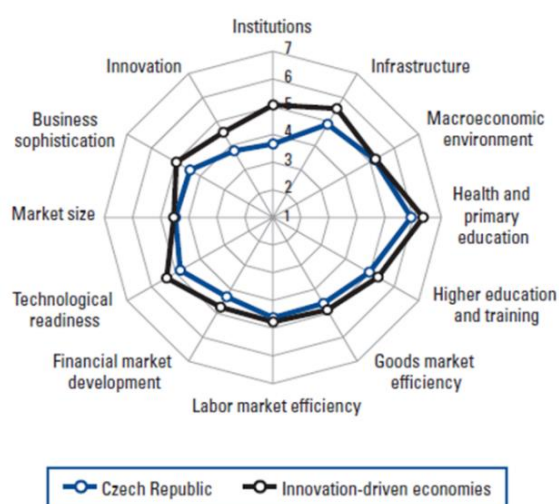 Institutions
7
6
5
4
3
2
1
Infrastructure
Macroeconomic
environment
Health and
primary
education
Higher education
and training
Goods market
efficiency
Labor market efficiency
Financial market
development
Technological
readiness
Market size
Business
sophistication
Innovation
Czech Republic
Innovation-driven economies